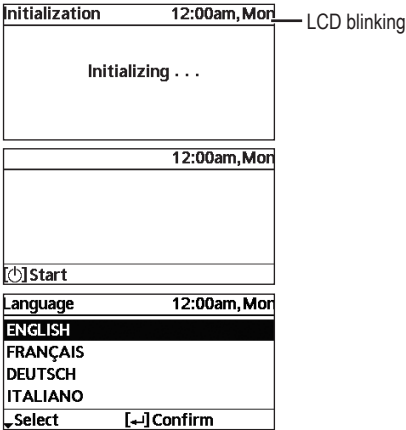 Initialization 12:00am,Mon
LCD blinking
Initializing . . .
12:00am,Mon
[⏻]Start
Language 12:00am,Mon
ENGLISH
FRANÇAIS
DEUTSCH
ITALIANO
Select [↵]Confirm